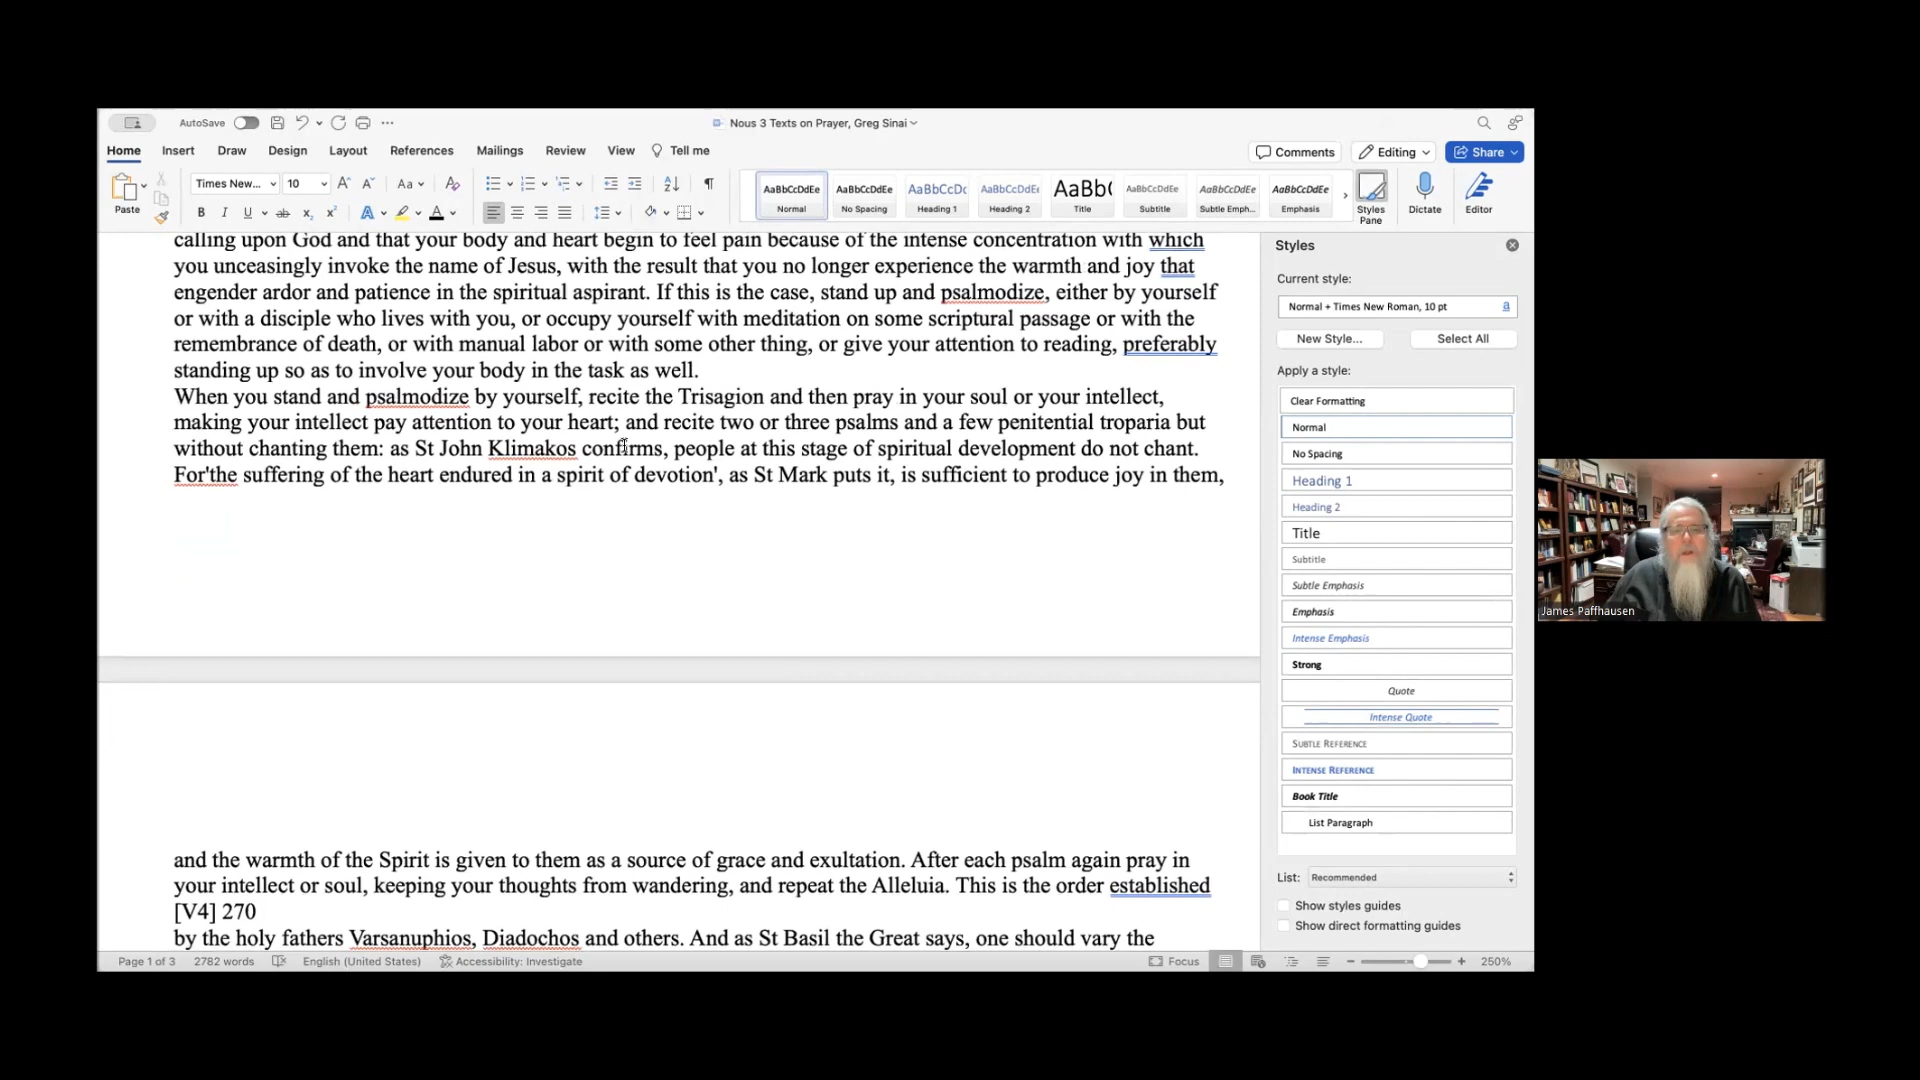 AutoSave
Nous 3 Texts on Prayer, Greg Sinai
Home Insert Draw Design Layout References Mailings Review View Tell me
Comments Editing Share
Paste
Times New... 10
AaBbCcDdEe AaBbCcDdEe AaBbCcDc AaBbCcDdEe AaBb( AaBbCcDdEe AaBbCcDdEe AaBbCcDdEe
Normal No Spacing Heading 1 Heading 2 Title Subtitle Subtle Emph... Emphasis
Styles Pane
Dictate
Editor
calling upon God and that your body and heart begin to feel pain because of the intense concentration with which
you unceasingly invoke the name of Jesus, with the result that you no longer experience the warmth and joy that
engender ardor and patience in the spiritual aspirant. If this is the case, stand up and psalmodize, either by yourself
or with a disciple who lives with you, or occupy yourself with meditation on some scriptural passage or with the
remembrance of death, or with manual labor or with some other thing, or give your attention to reading, preferably
standing up so as to involve your body in the task as well.
When you stand and psalmodize by yourself, recite the Trisagion and then pray in your soul or your intellect,
making your intellect pay attention to your heart; and recite two or three psalms and a few penitential troparia but
without chanting them: as St John Klimakos confirms, people at this stage of spiritual development do not chant.
For'the suffering of the heart endured in a spirit of devotion', as St Mark puts it, is sufficient to produce joy in them,
and the warmth of the Spirit is given to them as a source of grace and exultation. After each psalm again pray in
your intellect or soul, keeping your thoughts from wandering, and repeat the Alleluia. This is the order established
[V4] 270
by the holy fathers Varsanuphios, Diadochos and others. And as St Basil the Great says, one should vary the
Styles
Current style:
Normal + Times New Roman, 10 pt
New Style... Select All
Apply a style:
Clear Formatting
Normal
No Spacing
Heading 1
Heading 2
Title
Subtitle
Subtle Emphasis
Emphasis
Intense Emphasis
Strong
Quote
Intense Quote
Subtle Reference
Intense Reference
Book Title
List Paragraph
List: Recommended
Show styles guides
Show direct formatting guides
Page 1 of 3 2782 words English (United States) Accessibility: Investigate Focus 250%
James Paffhausen